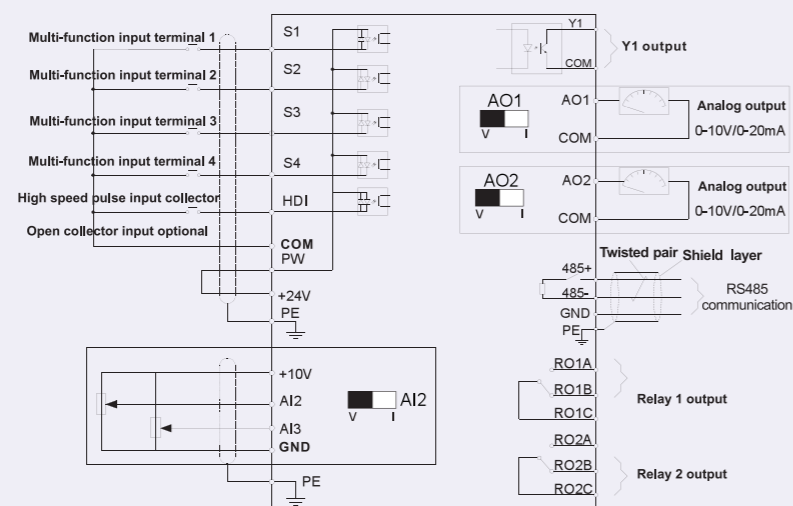 Multi-function input terminal 1
S1
Multi-function input terminal 2
S2
Multi-function input terminal 3
S3
Multi-function input terminal 4
S4
High speed pulse input collector
HDI
Open collector input optional
COM
PW
+24V
PE
+10V
AI2
AI3
GND
AI2
V I
PE
Y1
COM
Y1 output
AO1
V I
AO1
COM
Analog output
0-10V/0-20mA
AO2
V I
AO2
COM
Analog output
0-10V/0-20mA
Twisted pair
Shield layer
485+
485-
GND
PE
RS485
communication
RO1A
RO1B
RO1C
Relay 1 output
RO2A
RO2B
RO2C
Relay 2 output